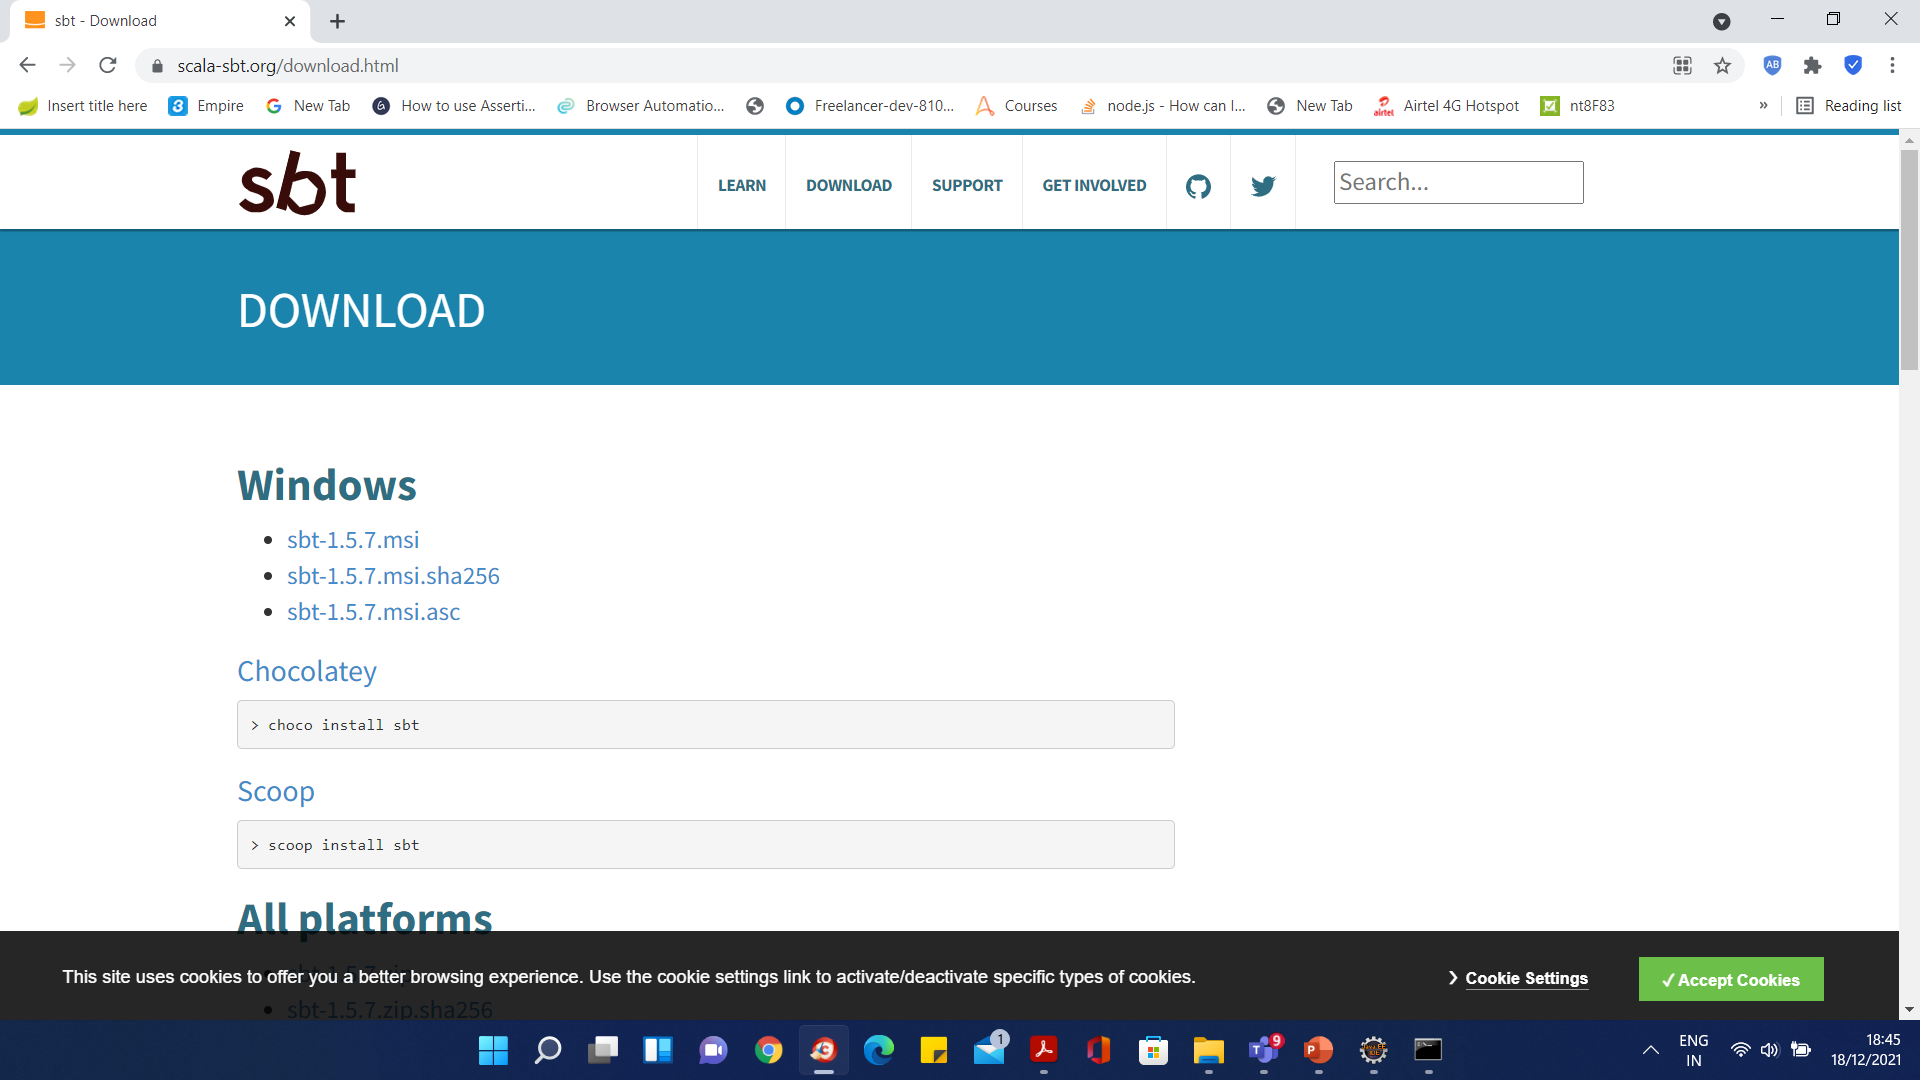 sbt - Download
scala-sbt.org/download.html
AB
Insert title here
Empire
New Tab
How to use Asserti...
Browser Automatio...
Freelancer-dev-810...
Courses
node.js - How can I...
New Tab
airtel
Airtel 4G Hotspot
nt8F83
»
Reading list
sbt
LEARN
DOWNLOAD
SUPPORT
GET INVOLVED
Search...
DOWNLOAD
Windows
sbt-1.5.7.msi
sbt-1.5.7.msi.sha256
sbt-1.5.7.msi.asc
Chocolatey
> choco install sbt
Scoop
> scoop install sbt
All platforms
This site uses cookies to offer you a better browsing experience. Use the cookie settings link to activate/deactivate specific types of cookies.
Cookie Settings
✓ Accept Cookies
sbt-1.5.7.zip.sha256
1
9
ENG
IN
18:45
18/12/2021